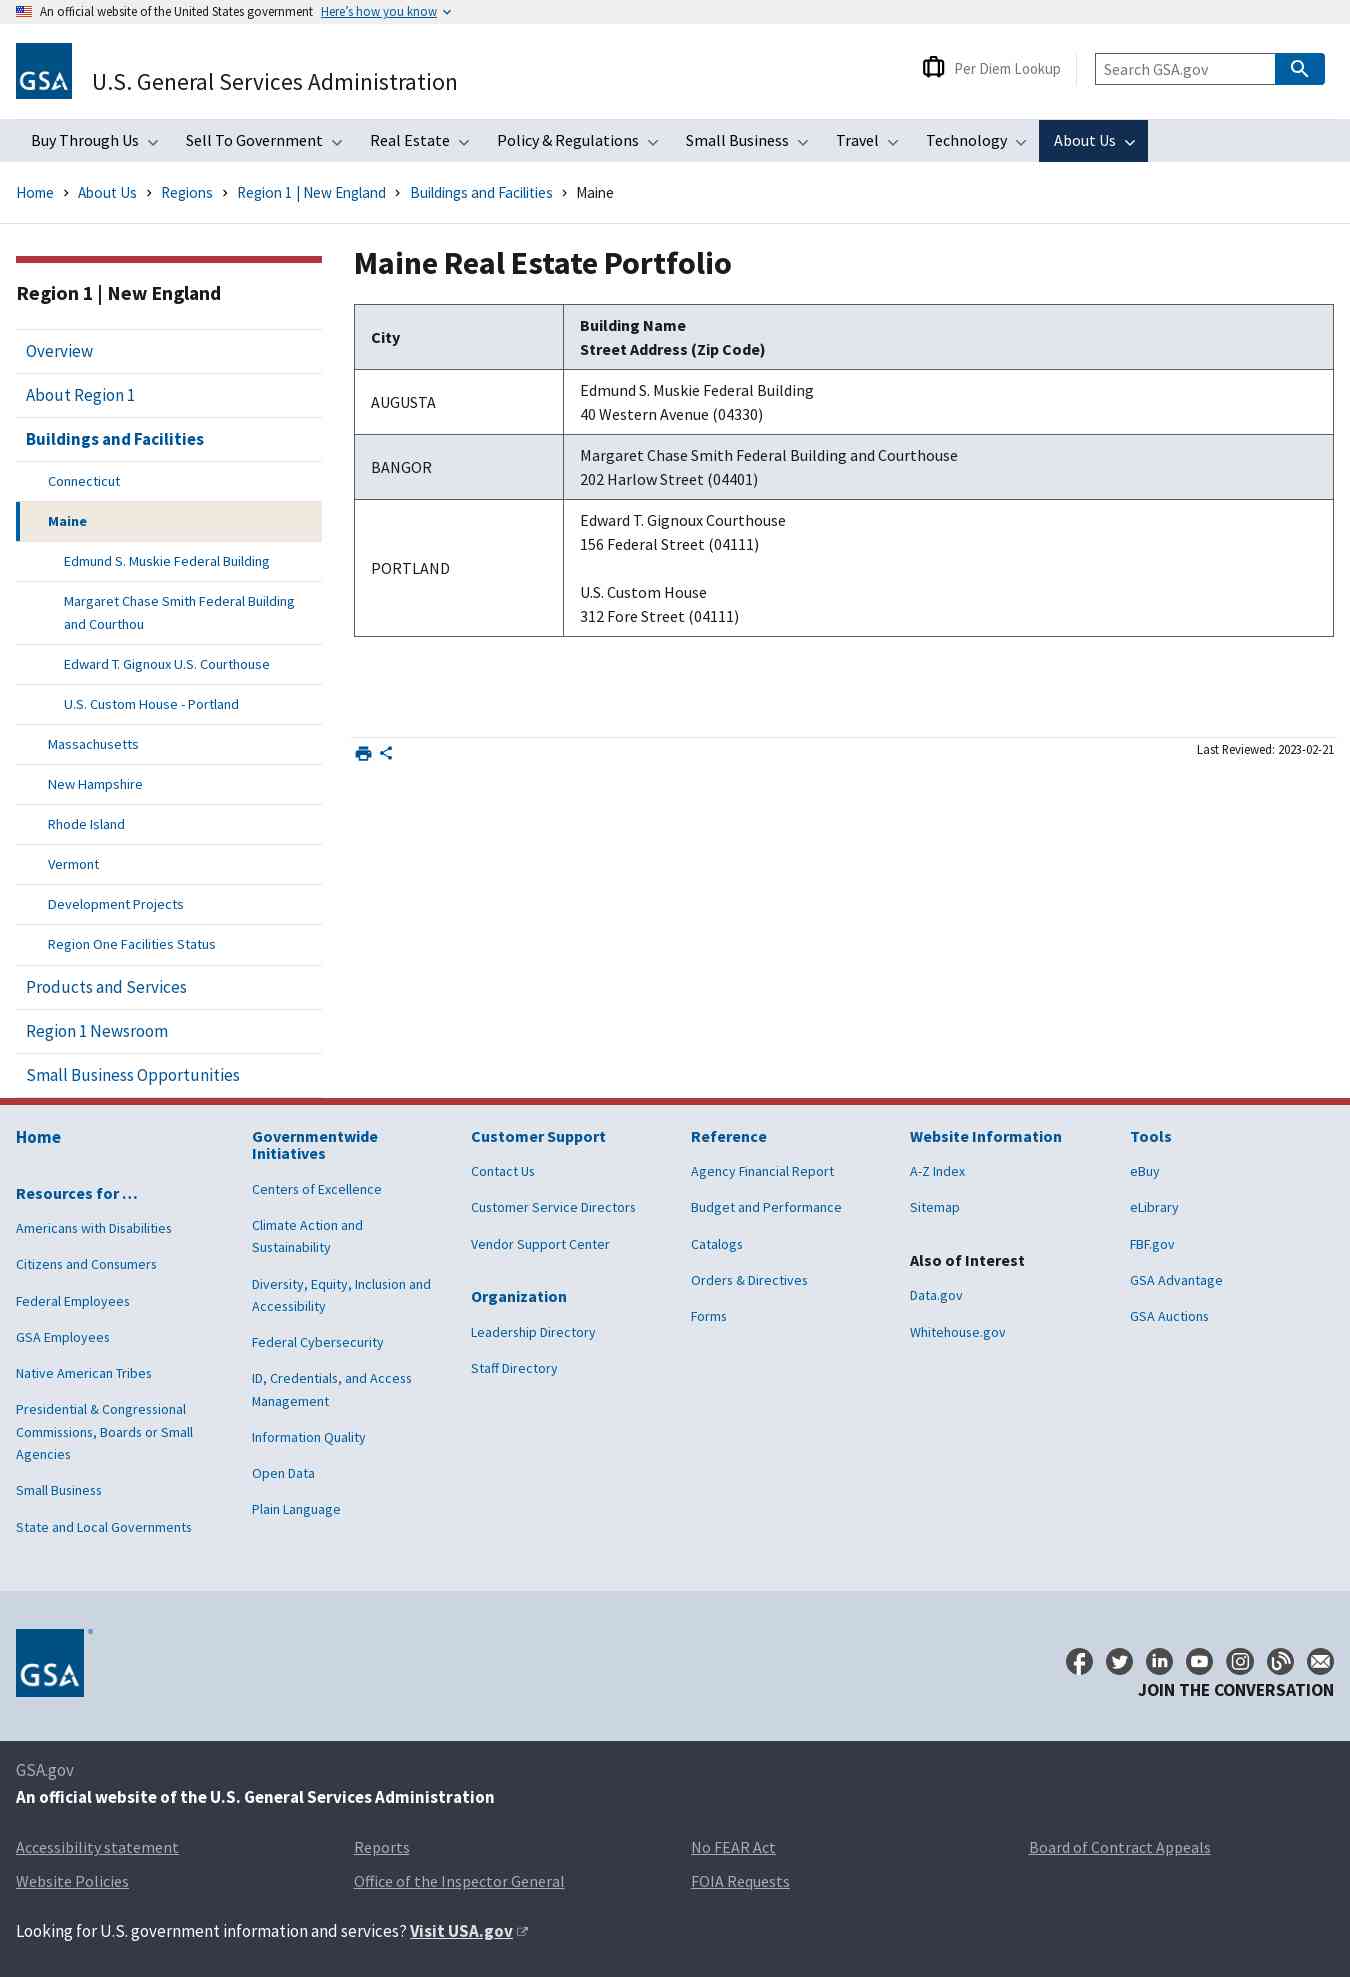 An official website of the United States government Here’s how you know
GSA
U.S. General Services Administration
Per Diem Lookup
Search GSA.gov
Buy Through Us Sell To Government Real Estate Policy & Regulations Small Business Travel Technology About Us
Home About Us Regions Region 1 | New England Buildings and Facilities Maine
Region 1 | New England
Overview
About Region 1
Buildings and Facilities
Connecticut
Maine
Edmund S. Muskie Federal Building
Margaret Chase Smith Federal Building
and Courthou
Edward T. Gignoux U.S. Courthouse
U.S. Custom House - Portland
Massachusetts
New Hampshire
Rhode Island
Vermont
Development Projects
Region One Facilities Status
Products and Services
Region 1 Newsroom
Small Business Opportunities
Maine Real Estate Portfolio
City
Building Name
Street Address (Zip Code)
AUGUSTA
Edmund S. Muskie Federal Building
40 Western Avenue (04330)
BANGOR
Margaret Chase Smith Federal Building and Courthouse
202 Harlow Street (04401)
PORTLAND
Edward T. Gignoux Courthouse
156 Federal Street (04111)
U.S. Custom House
312 Fore Street (04111)
Last Reviewed: 2023-02-21
Home
Resources for …
Americans with Disabilities
Citizens and Consumers
Federal Employees
GSA Employees
Native American Tribes
Presidential & Congressional
Commissions, Boards or Small
Agencies
Small Business
State and Local Governments
Governmentwide
Initiatives
Centers of Excellence
Climate Action and
Sustainability
Diversity, Equity, Inclusion and
Accessibility
Federal Cybersecurity
ID, Credentials, and Access
Management
Information Quality
Open Data
Plain Language
Customer Support
Contact Us
Customer Service Directors
Vendor Support Center
Organization
Leadership Directory
Staff Directory
Reference
Agency Financial Report
Budget and Performance
Catalogs
Orders & Directives
Forms
Website Information
A-Z Index
Sitemap
Also of Interest
Data.gov
Whitehouse.gov
Tools
eBuy
eLibrary
FBF.gov
GSA Advantage
GSA Auctions
GSA
JOIN THE CONVERSATION
GSA.gov
An official website of the U.S. General Services Administration
Accessibility statement Reports No FEAR Act Board of Contract Appeals
Website Policies Office of the Inspector General FOIA Requests
Looking for U.S. government information and services? Visit USA.gov